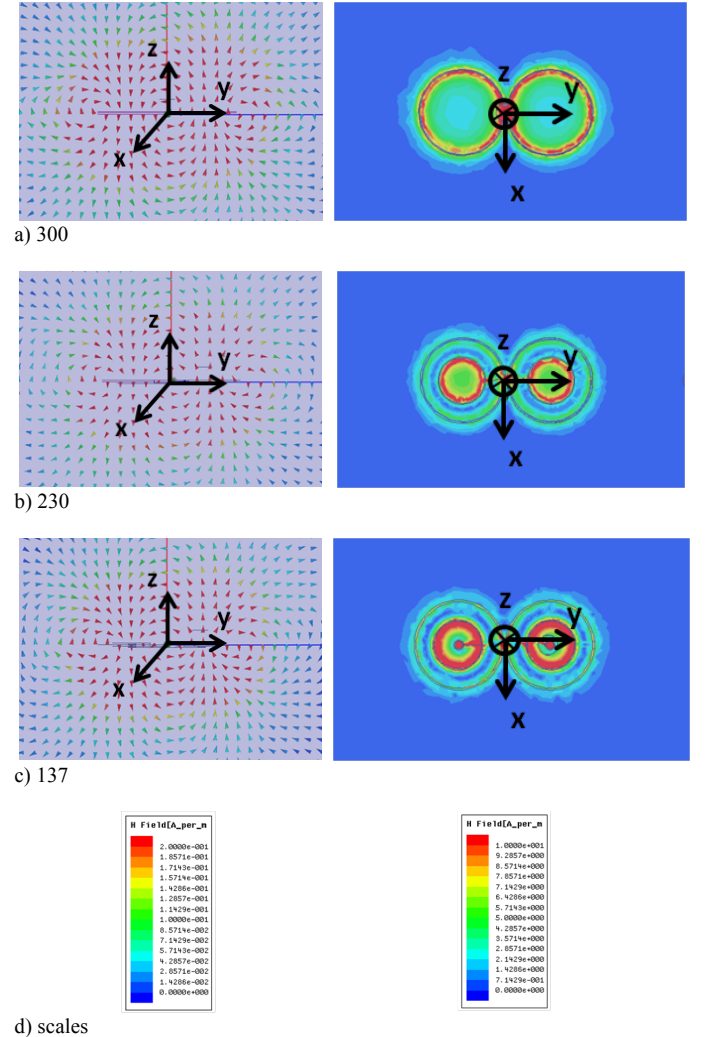 z
y
x
z
y
x
a) 300
z
y
x
z
y
x
b) 230
z
y
x
z
y
x
c) 137
H Field[A_per_m
2.0000e-001
1.8571e-001
1.7143e-001
1.5714e-001
1.4286e-001
1.2857e-001
1.1429e-001
1.0000e-001
8.5714e-002
7.1429e-002
5.7143e-002
4.2857e-002
2.8571e-002
1.4286e-002
0.0000e+000
H Field[A_per_m
1.0000e+001
9.2857e+000
8.5714e+000
7.8571e+000
7.1429e+000
6.4286e+000
5.7143e+000
5.0000e+000
4.2857e+000
3.5714e+000
2.8571e+000
2.1429e+000
1.4286e+000
7.1429e-001
0.0000e+000
d) scales